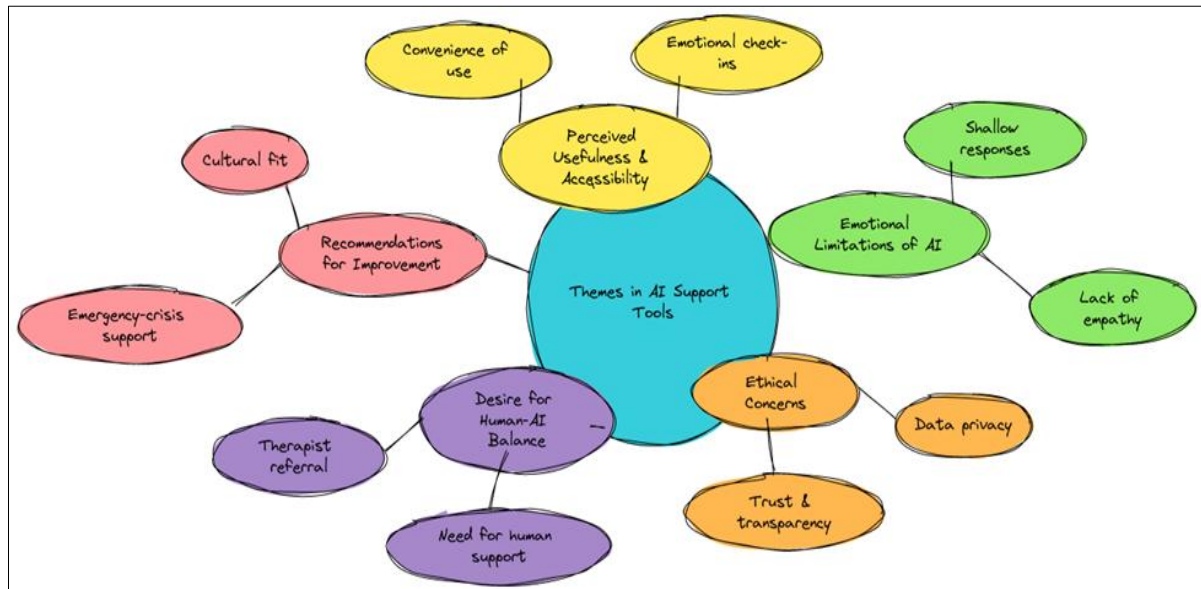 Convenience of
use
Emotional check-
ins
Perceived
Usefulness &
Accessibility
Shallow
responses
Cultural fit
Emotional
Limitations of AI
Recommendations
for Improvement
Themes in AI Support
Tools
Lack of
empathy
Emergency-crisis
support
Ethical
Concerns
Desire for
Human-AI
Balance
Data privacy
Therapist
referral
Trust &
transparency
Need for human
support